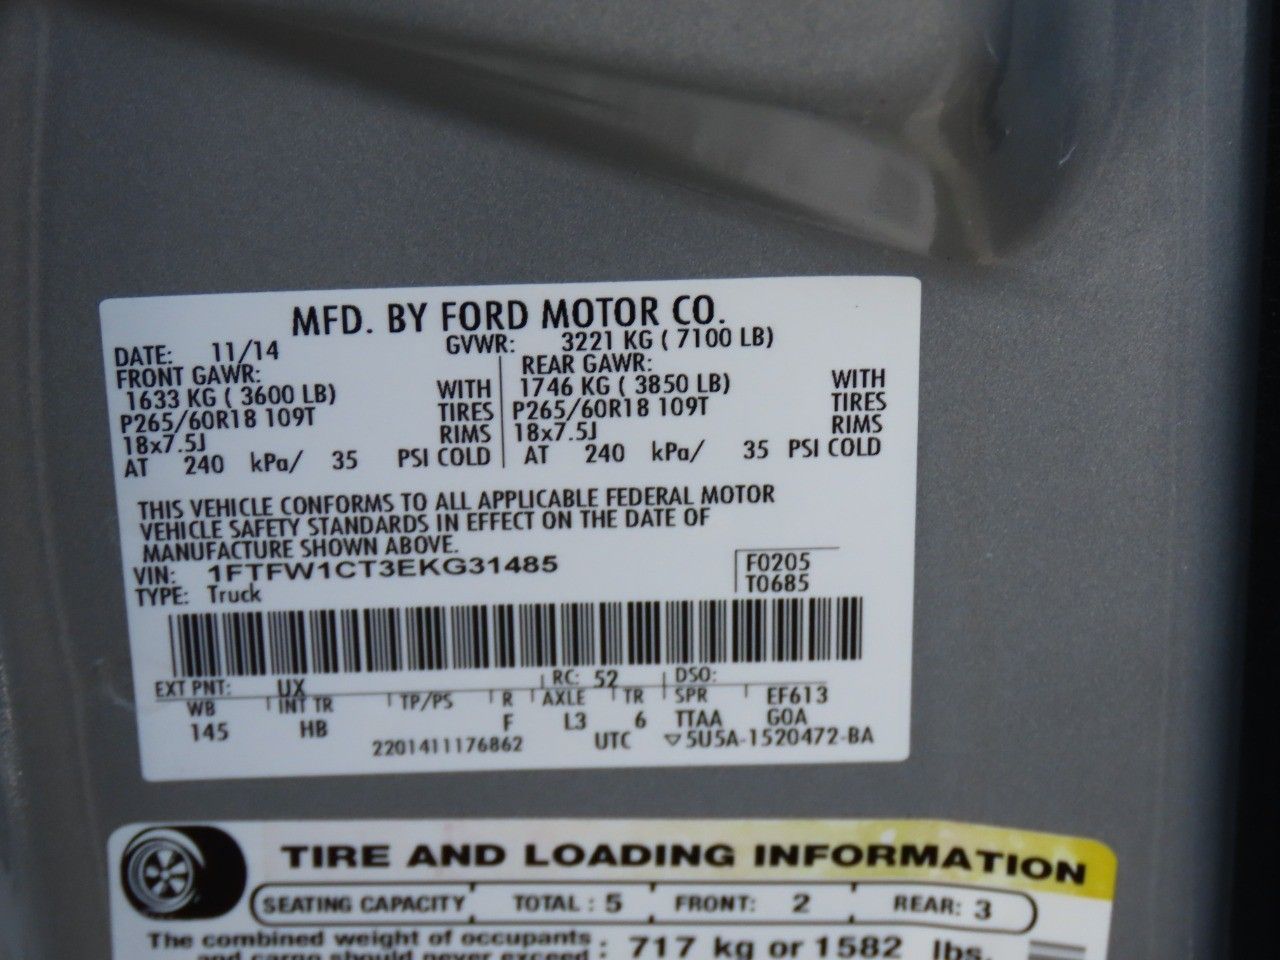 MFD. BY FORD MOTOR CO.
DATE: 11/14 GVWR: 3221 KG ( 7100 LB)
FRONT GAWR: REAR GAWR:
1633 KG ( 3600 LB) WITH 1746 KG ( 3850 LB) WITH
P265/60R18 109T TIRES P265/60R18 109T TIRES
18x7.5J RIMS 18x7.5J RIMS
AT 240 kPa/ 35 PSI COLD AT 240 kPa/ 35 PSI COLD
THIS VEHICLE CONFORMS TO ALL APPLICABLE FEDERAL MOTOR
VEHICLE SAFETY STANDARDS IN EFFECT ON THE DATE OF
MANUFACTURE SHOWN ABOVE.
VIN: 1FTFW1CT3EKG31485 F0205
TYPE: Truck T0685
EXT PNT: UX RC: 52 DSO:
WB INT TR TP/PS R AXLE TR SPR EF613
145 HB F L3 6 TTAA GOA
2201411176862 UTC ▽5U5A-1520472-BA
TIRE AND LOADING INFORMATION
SEATING CAPACITY TOTAL : 5 FRONT: 2 REAR: 3
The combined weight of occupants : 717 kg or 1582 lbs.
and cargo should never exceed